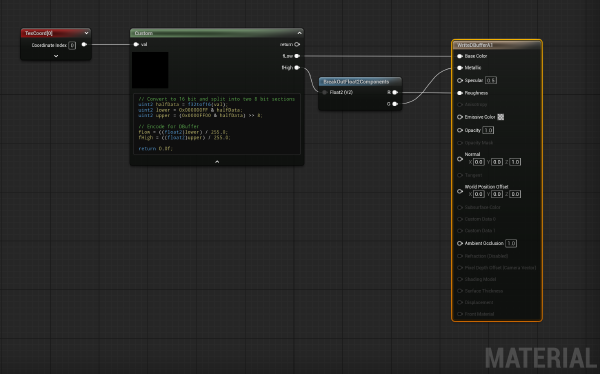 TexCoord[0]
Coordinate Index 0
Custom
val
return
fLow
fHigh
// Convert to 16 bit and split into two 8 bit sections
uint2 halfData = f32tof16(val);
uint2 lower = 0x000000FF & halfData;
uint2 upper = (0x0000FF00 & halfData) >> 8;
// Encode for DBuffer
fLow = ((float2)lower) / 255.0;
fHigh = ((float2)upper) / 255.0;
return 0.0f;
BreakOutFloat2Components
Float2 (V2)
R
G
WriteDBufferA1
Base Color
Metallic
Specular 0.5
Roughness
Anisotropy
Emissive Color
Opacity 1.0
Opacity Mask
Normal
X 0.0 Y 0.0 Z 1.0
Tangent
World Position Offset
X 0.0 Y 0.0 Z 0.0
Subsurface Color
Custom Data 0
Custom Data 1
Ambient Occlusion 1.0
Refraction (Disabled)
Pixel Depth Offset
Shading Model
Surface Thickness
Displacement
Front Material
MATERIAL